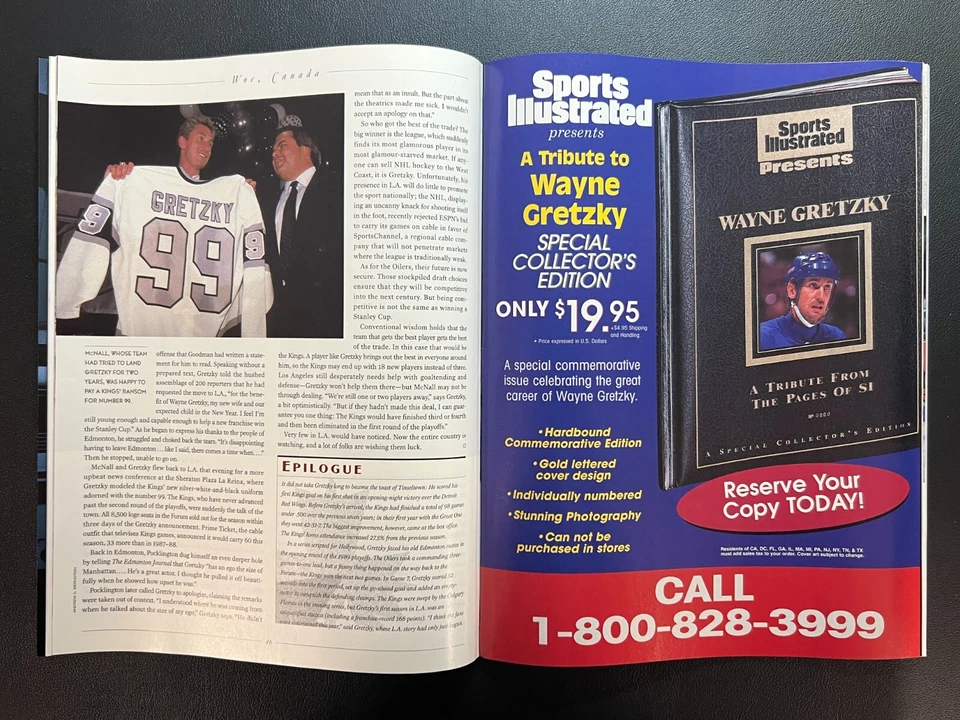 Woe, Canada
GRETZKY
99
9
9
McNALL, WHOSE TEAM
HAD TRIED TO LAND
GRETZKY FOR TWO
YEARS, WAS HAPPY TO
PAY A KINGS' RANSOM
FOR NUMBER 99.
offense that Goodman had written a state-
ment for him to read. Speaking without a
prepared text, Gretzky told the hushed
assemblage of 200 reporters that he had
requested the move to L.A., "for the bene-
fit of Wayne Gretzky, my new wife and our
expected child in the New Year. I feel I'm
still young enough and capable enough to help a new franchise win
the Stanley Cup." As he began to express his thanks to the people of
Edmonton, he struggled and choked back the tears. "It's disappointing
having to leave Edmonton.... like I said, there comes a time when...."
Then he stopped, unable to go on.
McNall and Gretzky flew back to L.A. that evening for a more
upbeat news conference at the Sheraton Plaza La Reina, where
Gretzky modeled the Kings' new silver-white-and-black uniform
adorned with the number 99. The Kings, who have never advanced
past the second round of the playoffs, were suddenly the talk of the
town. All 8,500 loge seats in the Forum sold out for the season within
three days of the Gretzky announcement. Prime Ticket, the cable
outfit that televises Kings games, announced it would carry 60 this
season, 33 more than in 1987-88.
Back in Edmonton, Pocklington dug himself an even deeper hole
by telling The Edmonton Journal that Gretzky "has an ego the size of
Manhattan.... He's a great actor. I thought he pulled it off beauti-
fully when he showed how upset he was."
Pocklington later called Gretzky to apologize, claiming the remarks
were taken out of context. "I understood where he was coming from
when he talked about the size of my ego," Gretzky says. "He didn't
mean that as an insult. But the part about
the theatrics made me sick. I wouldn't
accept an apology on that."
So who got the best of the trade? The
big winner is the league, which suddenly
finds its most glamorous player in its
most glamour-starved market. If any-
one can sell NHL hockey to the West
Coast, it is Gretzky. Unfortunately, his
presence in L.A. will do little to promote
the sport nationally; the NHL, display-
ing an uncanny knack for shooting itself
in the foot, recently rejected ESPN's bid
to carry its games on cable in favor of
SportsChannel, a regional cable com-
pany that will not penetrate markets
where the league is traditionally weak.
As for the Oilers, their future is now
secure. Those stockpiled draft choices
ensure that they will be competitive
into the next century. But being com-
petitive is not the same as winning a
Stanley Cup.
Conventional wisdom holds that the
team that gets the best player gets the best
of the trade. In this case that would be
the Kings. A player like Gretzky brings out the best in everyone around
him, so the Kings may end up with 18 new players instead of three.
Los Angeles still desperately needs help with goaltending and
defense—Gretzky won't help them there—but McNall may not be
through dealing. "We're still one or two players away," says Gretzky,
a bit optimistically. "But if they hadn't made this deal, I can guar-
antee you one thing: The Kings would have finished third or fourth
and then been eliminated in the first round of the playoffs."
Very few in L.A. would have noticed. Now the entire country is
watching, and a lot of folks are wishing them luck.
EPILOGUE
It did not take Gretzky long to become the toast of Tinseltown: He scored his
first Kings goal on his first shot in an opening-night victory over the Detroit
Red Wings. Before Gretzky's arrival, the Kings had finished a total of 98 games
under .500 over the previous seven years; in their first year with the Great One
they went 42-31-7. The biggest improvement, however, came at the box office.
The Kings' home attendance increased 27.5% from the previous season.
In a series scripted for Hollywood, Gretzky faced his old Edmonton mates in
the opening round of the 1989 playoffs. The Oilers took a commanding three-
games-to-one lead, but a funny thing happened on the way back to the
Forum—the Kings won the next two games. In Game 7, Gretzky scored 52
seconds into the first period, set up the go-ahead goal and added an empty-
netter to vanquish the defending champs. The Kings were swept by the Calgary
Flames in the ensuing series, but Gretzky's first season in L.A. was an
unqualified success (including a franchise-record 168 points). "I think the fans
were entertained this year," said Gretzky, whose L.A. story had only just begun.
46
Sports
Illustrated
presents
A Tribute to
Wayne
Gretzky
SPECIAL
COLLECTOR'S
EDITION
ONLY $19.95
+$4.95 Shipping
and Handling
• Price expressed in U.S. Dollars
A special commemorative
issue celebrating the great
career of Wayne Gretzky.
• Hardbound
Commemorative Edition
• Gold lettered
cover design
• Individually numbered
• Stunning Photography
• Can not be
purchased in stores
Sports
Illustrated
Presents
WAYNE GRETZKY
A TRIBUTE FROM
THE PAGES OF SI
Nº 0000
A SPECIAL COLLECTOR'S EDITION
Reserve Your
Copy TODAY!
Residents of CA, DC, FL, GA, IL, MA, MI, PA, NJ, NY, TN, & TX
must add sales tax to your order. Cover art subject to change.
CALL
1-800-828-3999